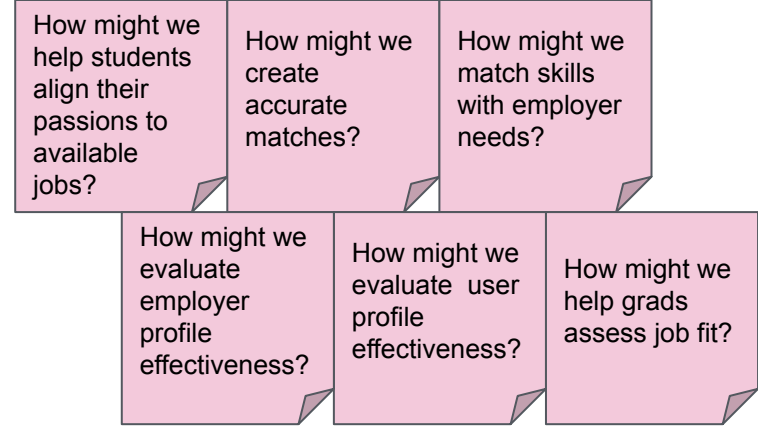 How might we
help students
align their
passions to
available
jobs?
How might we
create
accurate
matches?
How might we
match skills
with employer
needs?
How might we
evaluate
employer
profile
effectiveness?
How might we
evaluate  user
profile
effectiveness?
How might we
help grads
assess job fit?